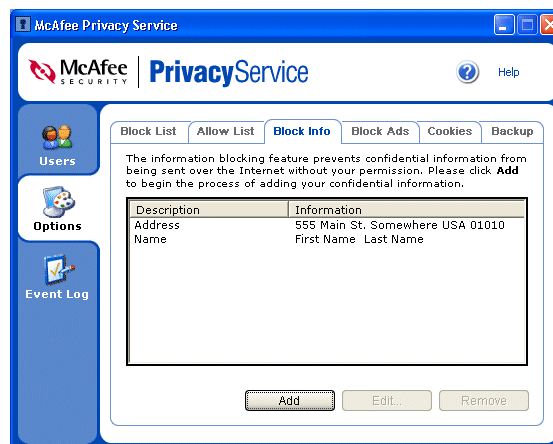 McAfee Privacy Service
McAfee SECURITY PrivacyService
Help
Users
Options
Event Log
Block List Allow List Block Info Block Ads Cookies Backup
The information blocking feature prevents confidential information from
being sent over the Internet without your permission. Please click Add
to begin the process of adding your confidential information.
Description Information
Address 555 Main St. Somewhere USA 01010
Name First Name Last Name
Add Edit... Remove